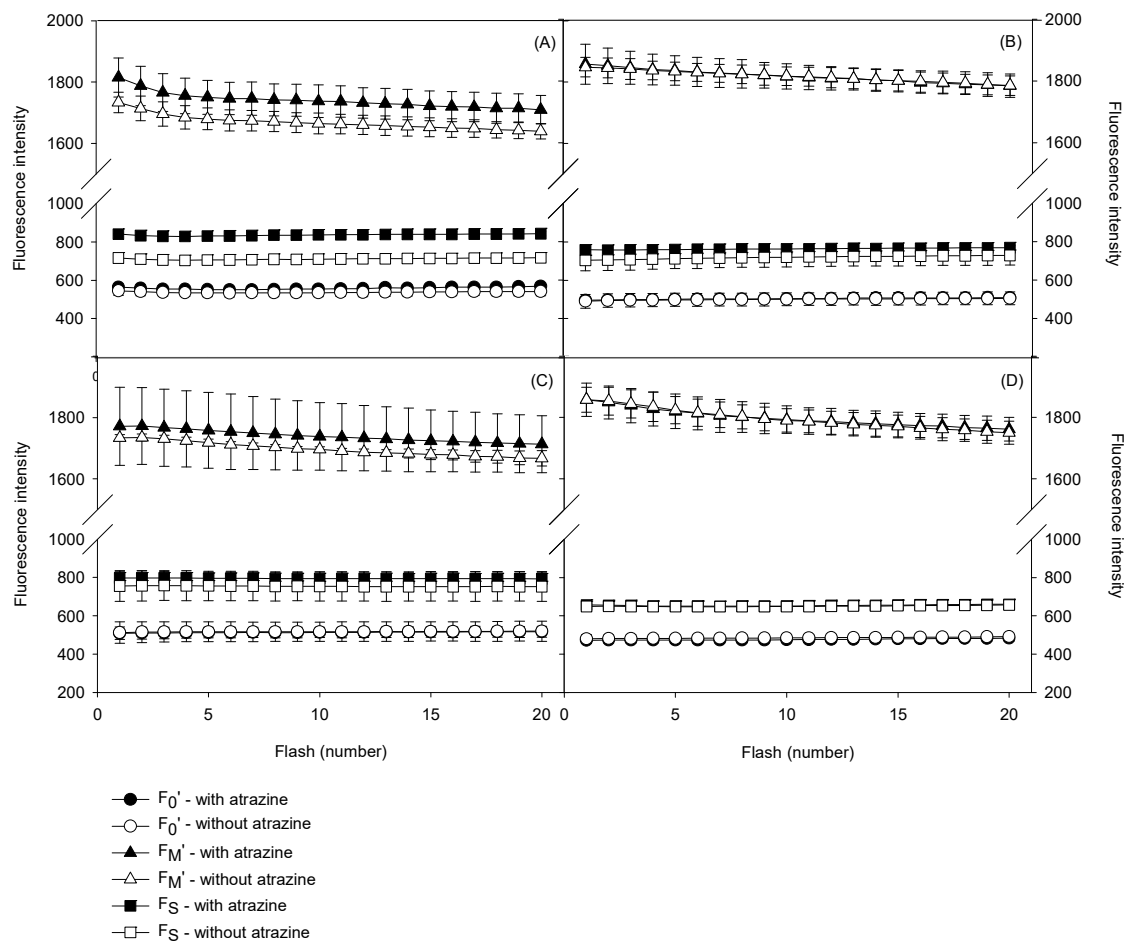 2000
1800
1600
1000
800
600
400
(A)
Fluorescence intensity
(B)
2000
1800
1600
1000
800
600
400
Fluorescence intensity
(C)
1800
1600
1000
800
600
400
200
Fluorescence intensity
0 5 10 15 20
Flash (number)
(D)
1800
1600
1000
800
600
400
200
Fluorescence intensity
0 5 10 15 20
Flash (number)
F0' - with atrazine
F0' - without atrazine
FM' - with atrazine
FM' - without atrazine
FS - with atrazine
FS - without atrazine